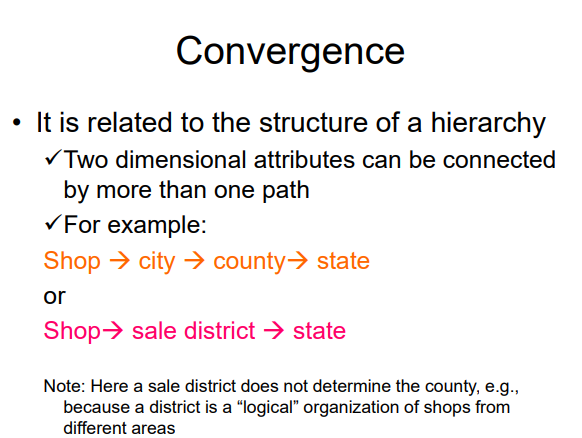 Convergence
• It is related to the structure of a hierarchy
✓Two dimensional attributes can be connected
by more than one path
✓For example:
Shop → city → county→ state
or
Shop→ sale district → state
Note: Here a sale district does not determine the county, e.g.,
because a district is a “logical” organization of shops from
different areas